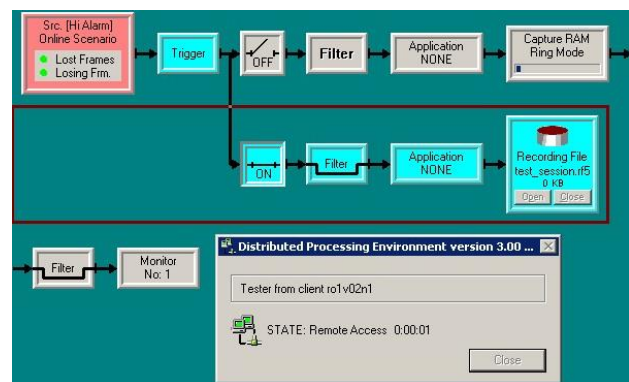 Src. [Hi Alarm]
Online Scenario
Lost Frames
Losing Frm.
Trigger
OFF
Filter
Application
NONE
Capture RAM
Ring Mode
ON
Filter
Application
NONE
Recording File
test_session.rf5
0 KB
Open Close
Filter
Monitor
No: 1
Distributed Processing Environment version 3.00 ...
Tester from client ro1v02n1
STATE: Remote Access 0:00:01
Close